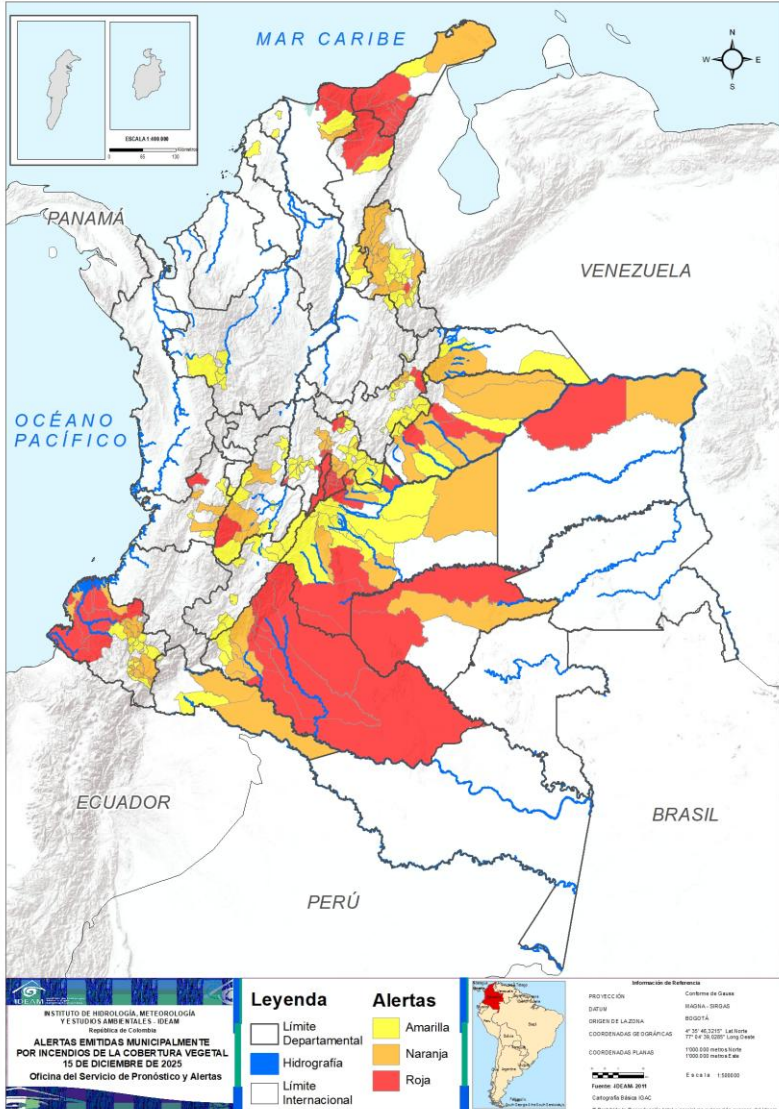 MAR CARIBE
N
W
E
S
ESCALA 1:400.000
PANAMÁ
VENEZUELA
OCÉANO
PACÍFICO
ECUADOR
BRASIL
PERÚ
IDEAM
INSTITUTO DE HIDROLOGÍA, METEOROLOGÍA
Y ESTUDIOS AMBIENTALES - IDEAM
República de Colombia
ALERTAS EMITIDAS MUNICIPALMENTE
POR INCENDIOS DE LA COBERTURA VEGETAL
15 DE DICIEMBRE DE 2025
Oficina del Servicio de Pronóstico y Alertas
Leyenda
Límite
Departamental
Hidrografía
Límite
Internacional
Alertas
Amarilla
Naranja
Roja
Información de Referencia
PROYECCIÓN Conforme de Gauss
DATUM MAGNA - SIRGAS
ORIGEN DE LA ZONA BOGOTÁ
COORDENADAS GEOGRÁFICAS
COORDENADAS PLANAS 1'000.000 metros Norte
1'000.000 metros Este
Escala
Fuente: IDEAM 2011
Cartografía Básica IGAC